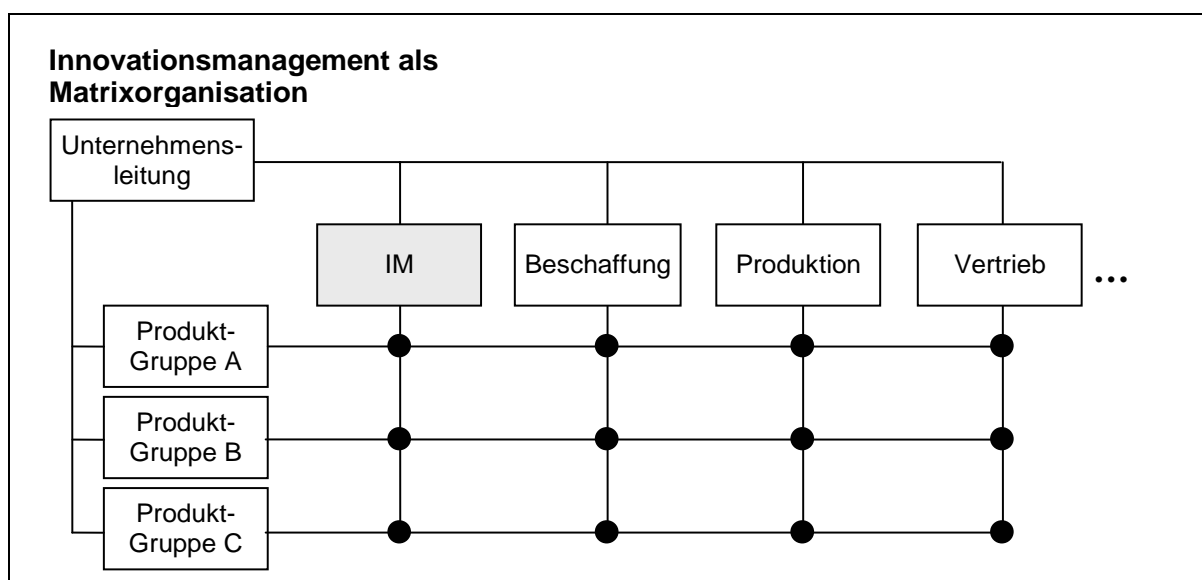 Innovationsmanagement als
Matrixorganisation
Unternehmens-
leitung
IM
Beschaffung
Produktion
Vertrieb
...
Produkt-
Gruppe A
Produkt-
Gruppe B
Produkt-
Gruppe C